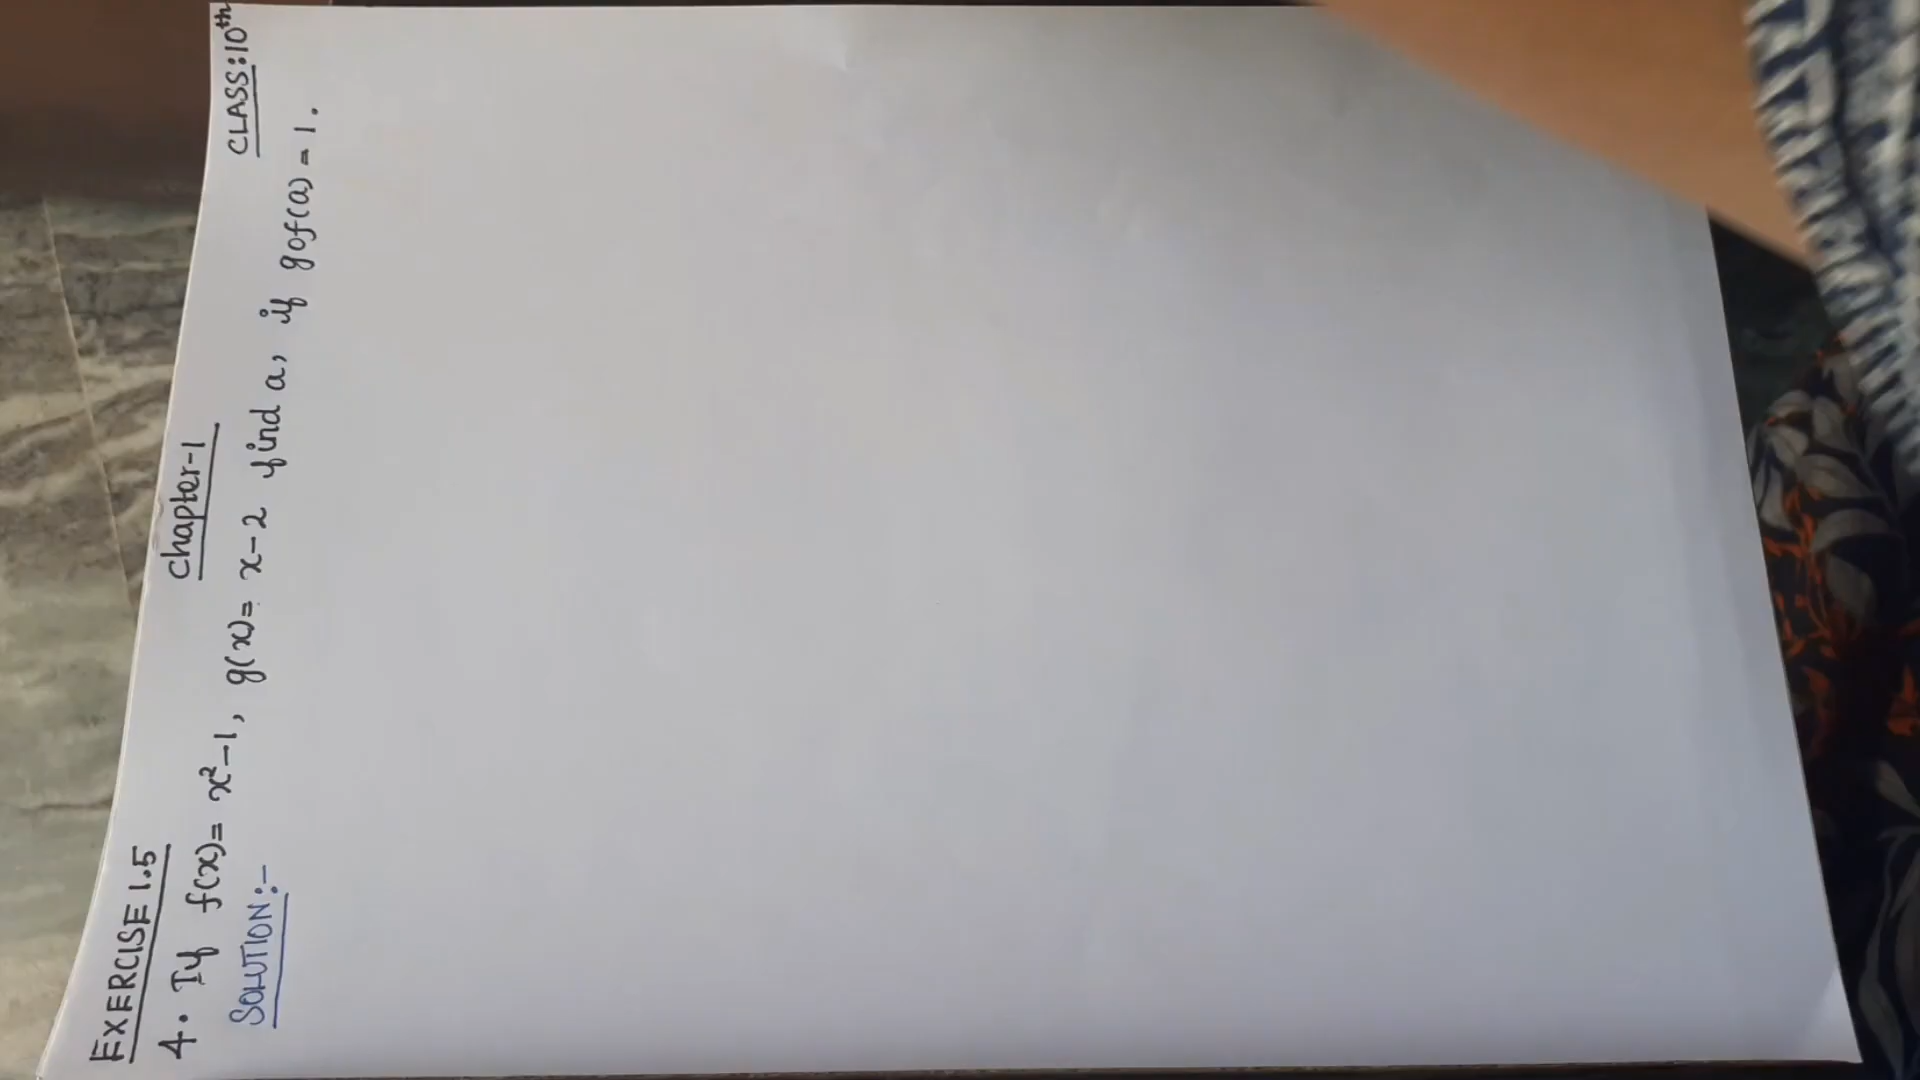 Chapter-1
CLASS:10th
EXERCISE 1.5
4. If f(x)= x²-1, g(x)= x-2 find a, if gof(a) = 1.
SOLUTION:-